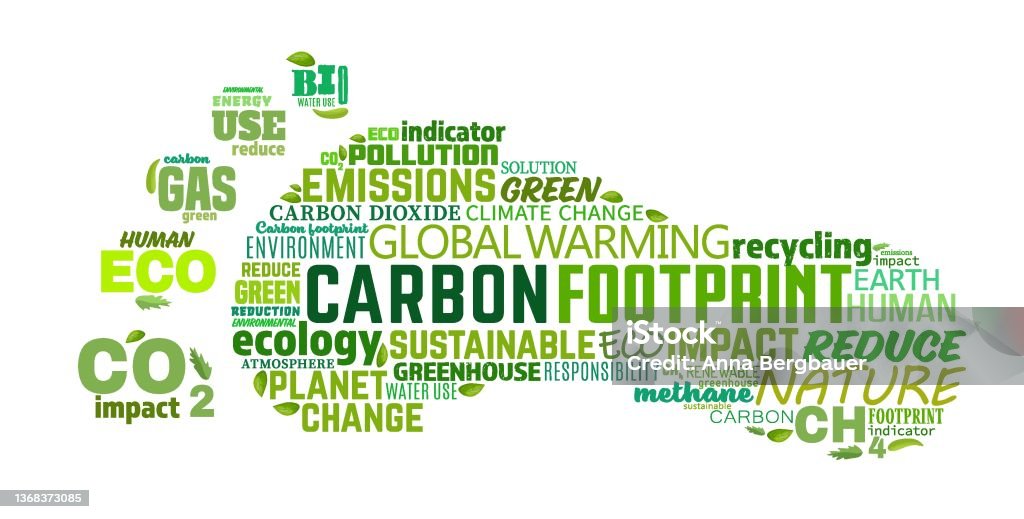 BIO
WATER USE
ENVIRONMENTAL
ENERGY
USE
reduce
carbon
GAS
green
HUMAN
ECO
CO2
impact
ECO indicator
CO2 POLLUTION
SOLUTION
EMISSIONS GREEN
CARBON DIOXIDE CLIMATE CHANGE
Carbon footprint
ENVIRONMENT GLOBAL WARMING recycling
emissions
impact
REDUCE
GREEN
CARBON FOOTPRINT
EARTH
HUMAN
REDUCTION
ENVIRONMENTAL
ecology SUSTAINABLE ECO IMPACT REDUCE
iStock™
Credit: Anna Bergbauer
ATMOSPHERE
GREENHOUSE RESPONSIBILITY
RENEWABLE
greenhouse
NATURE
PLANET WATER USE methane
sustainable
CHANGE
CARBON CH4 FOOTPRINT
indicator
1368373085